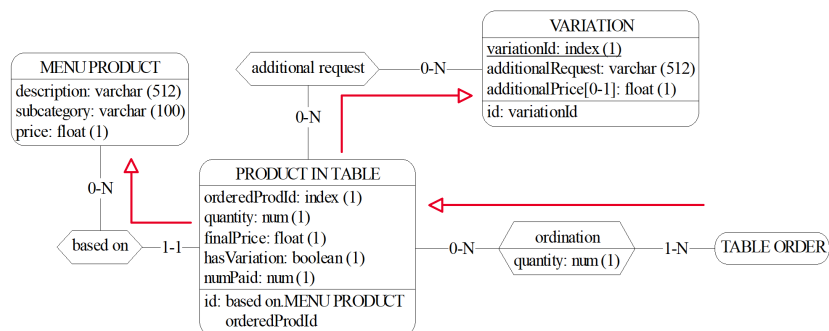 VARIATION
variationId: index (1)
additionalRequest: varchar (512)
additionalPrice[0-1]: float (1)
id: variationId
additional request
0-N
0-N
MENU PRODUCT
description: varchar (512)
subcategory: varchar (100)
price: float (1)
0-N
based on
1-1
PRODUCT IN TABLE
orderedProdId: index (1)
quantity: num (1)
finalPrice: float (1)
hasVariation: boolean (1)
numPaid: num (1)
id: based on.MENU PRODUCT
orderedProdId
0-N
ordination
quantity: num (1)
1-N
TABLE ORDER